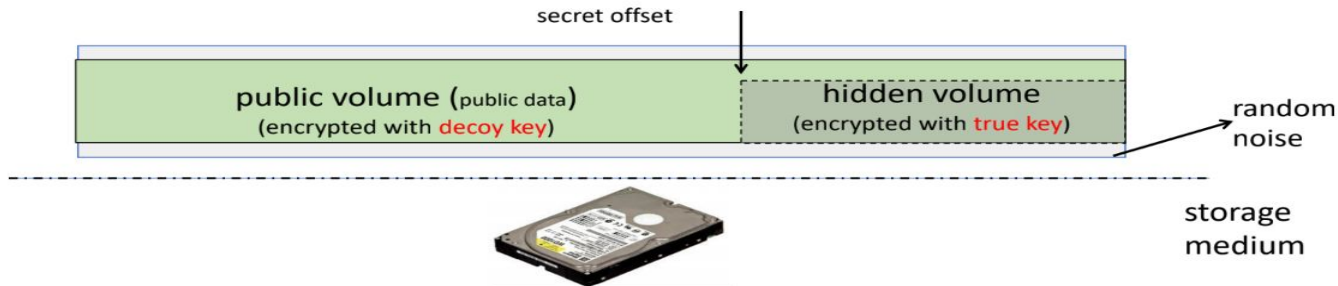 secret offset
public volume (public data)
(encrypted with decoy key)
hidden volume
(encrypted with true key)
random
noise
storage
medium